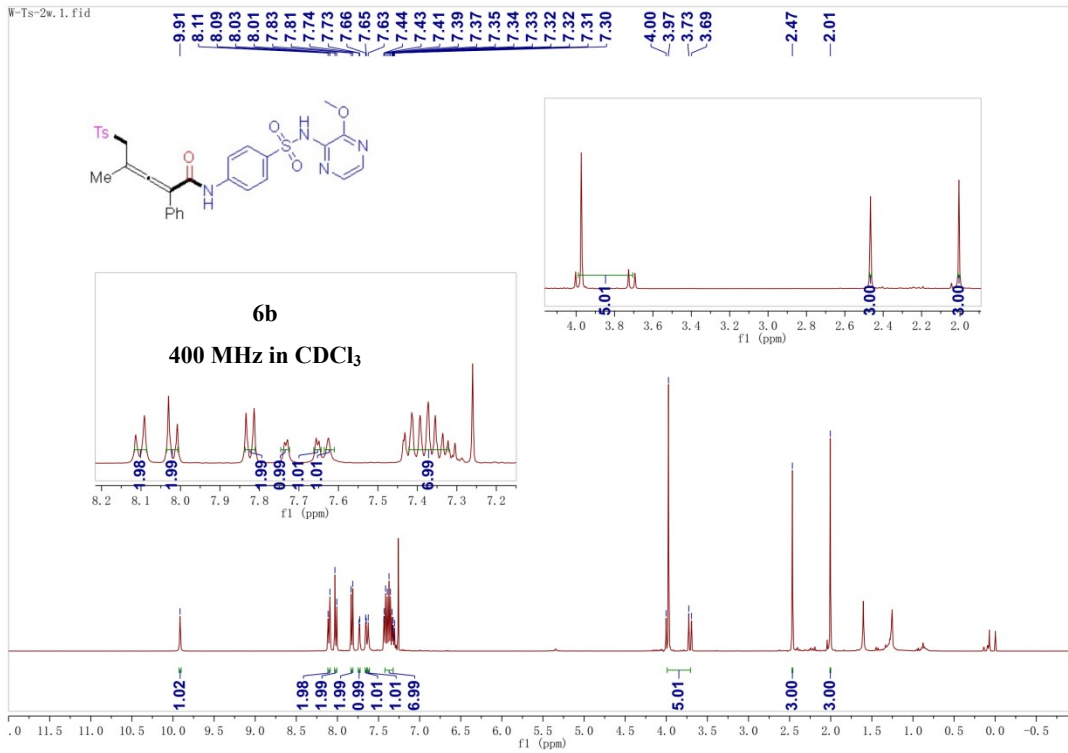 W-Ts-2w.1.fid
9.91
8.11
8.09
8.03
8.01
7.83
7.81
7.74
7.73
7.66
7.65
7.63
7.44
7.43
7.41
7.39
7.37
7.35
7.34
7.33
7.32
7.32
7.31
7.30
4.00
3.97
3.73
3.69
2.47
2.01
Ts
Me
O
N
H
Ph
S
O
O
H
N
O
N
N
5.01
3.00
3.00
4.0 3.8 3.6 3.4 3.2 3.0 2.8 2.6 2.4 2.2 2.0
f1 (ppm)
6b
400 MHz in CDCl₃
1.98
1.99
1.99
0.99
1.01
1.01
6.99
8.2 8.1 8.0 7.9 7.8 7.7 7.6 7.5 7.4 7.3 7.2
f1 (ppm)
1.02
1.98
1.99
1.99
0.99
1.01
1.01
6.99
5.01
3.00
3.00
.0 10.5 10.0 9.5 9.0 8.5 8.0 7.5 7.0 6.5 6.0 5.5 5.0 4.5 4.0 3.5 3.0 2.5 2.0 1.5 1.0 0.5 0.0 -0.5
f1 (ppm)